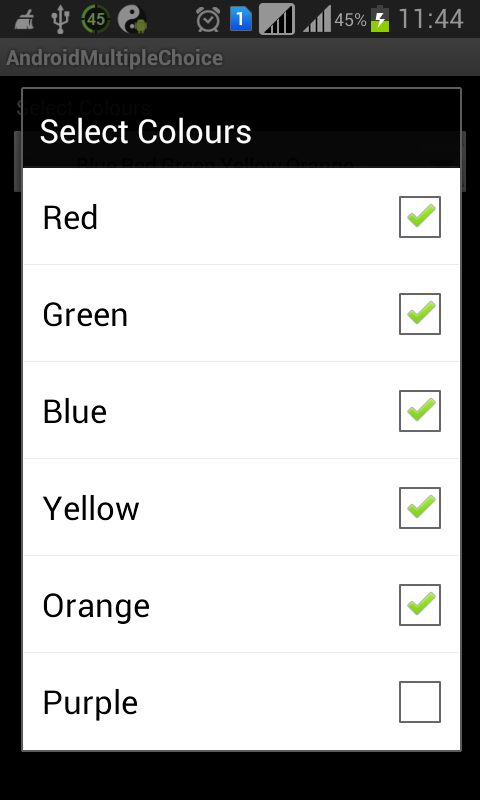 45 1 45% 11:44
AndroidMultipleChoice
Select Colours
Blue Red Green Yellow Orange
Select Colours
Red
Green
Blue
Yellow
Orange
Purple